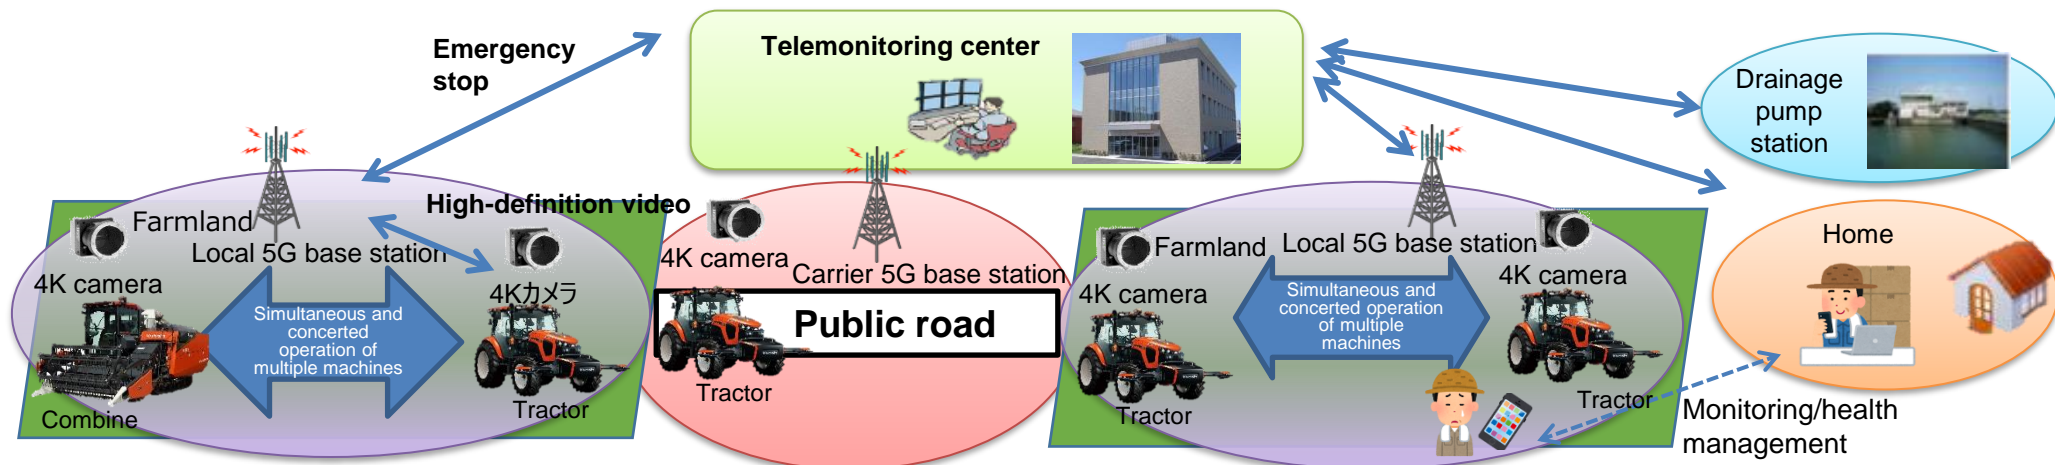 Emergency
stop
Telemonitoring center
Drainage
pump
station
Farmland
High-definition video
Local 5G base station
4K camera
4Kカメラ
Simultaneous and
concerted
operation of
multiple machines
Combine
Tractor
4K camera
Carrier 5G base station
Public road
Tractor
Farmland
Local 5G base station
4K camera
4K camera
Simultaneous and
concerted operation
of multiple
machines
Tractor
Tractor
Home
Monitoring/health
management